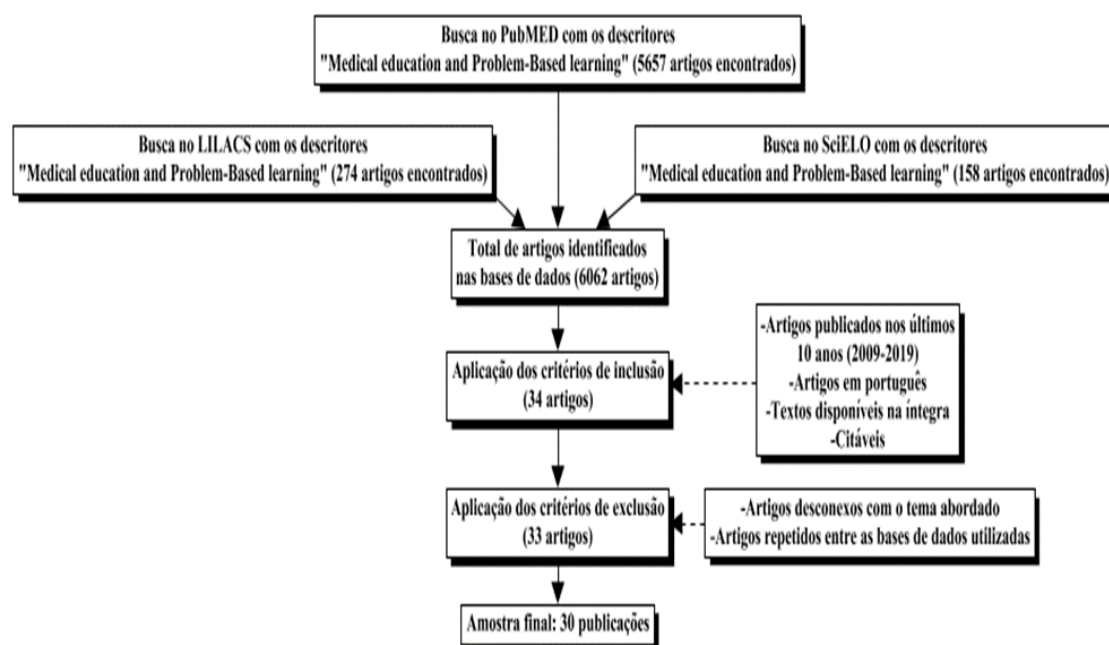 Busca no PubMED com os descritores
"Medical education and Problem-Based learning" (5657 artigos encontrados)
Busca no LILACS com os descritores
"Medical education and Problem-Based learning" (274 artigos encontrados)
Busca no SciELO com os descritores
"Medical education and Problem-Based learning" (158 artigos encontrados)
Total de artigos identificados
nas bases de dados (6062 artigos)
-Artigos publicados nos últimos
10 anos (2009-2019)
-Artigos em português
-Textos disponíveis na íntegra
-Citáveis
Aplicação dos critérios de inclusão
(34 artigos)
Aplicação dos critérios de exclusão
(33 artigos)
-Artigos desconexos com o tema abordado
-Artigos repetidos entre as bases de dados utilizadas
Amostra final: 30 publicações